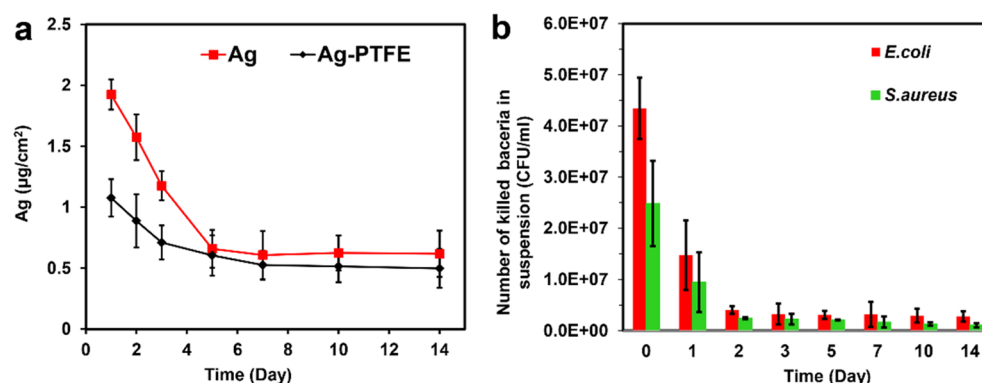 a
Ag (µg/cm²)
2.5
2
1.5
1
0.5
0
Ag Ag-PTFE
0 2 4 6 8 10 12 14
Time (Day)
b
Number of killed baceria in
suspension (CFU/ml)
6.0E+07
5.0E+07
4.0E+07
3.0E+07
2.0E+07
1.0E+07
0.0E+00
E.coli
S.aureus
0 1 2 3 5 7 10 14
Time (Day)